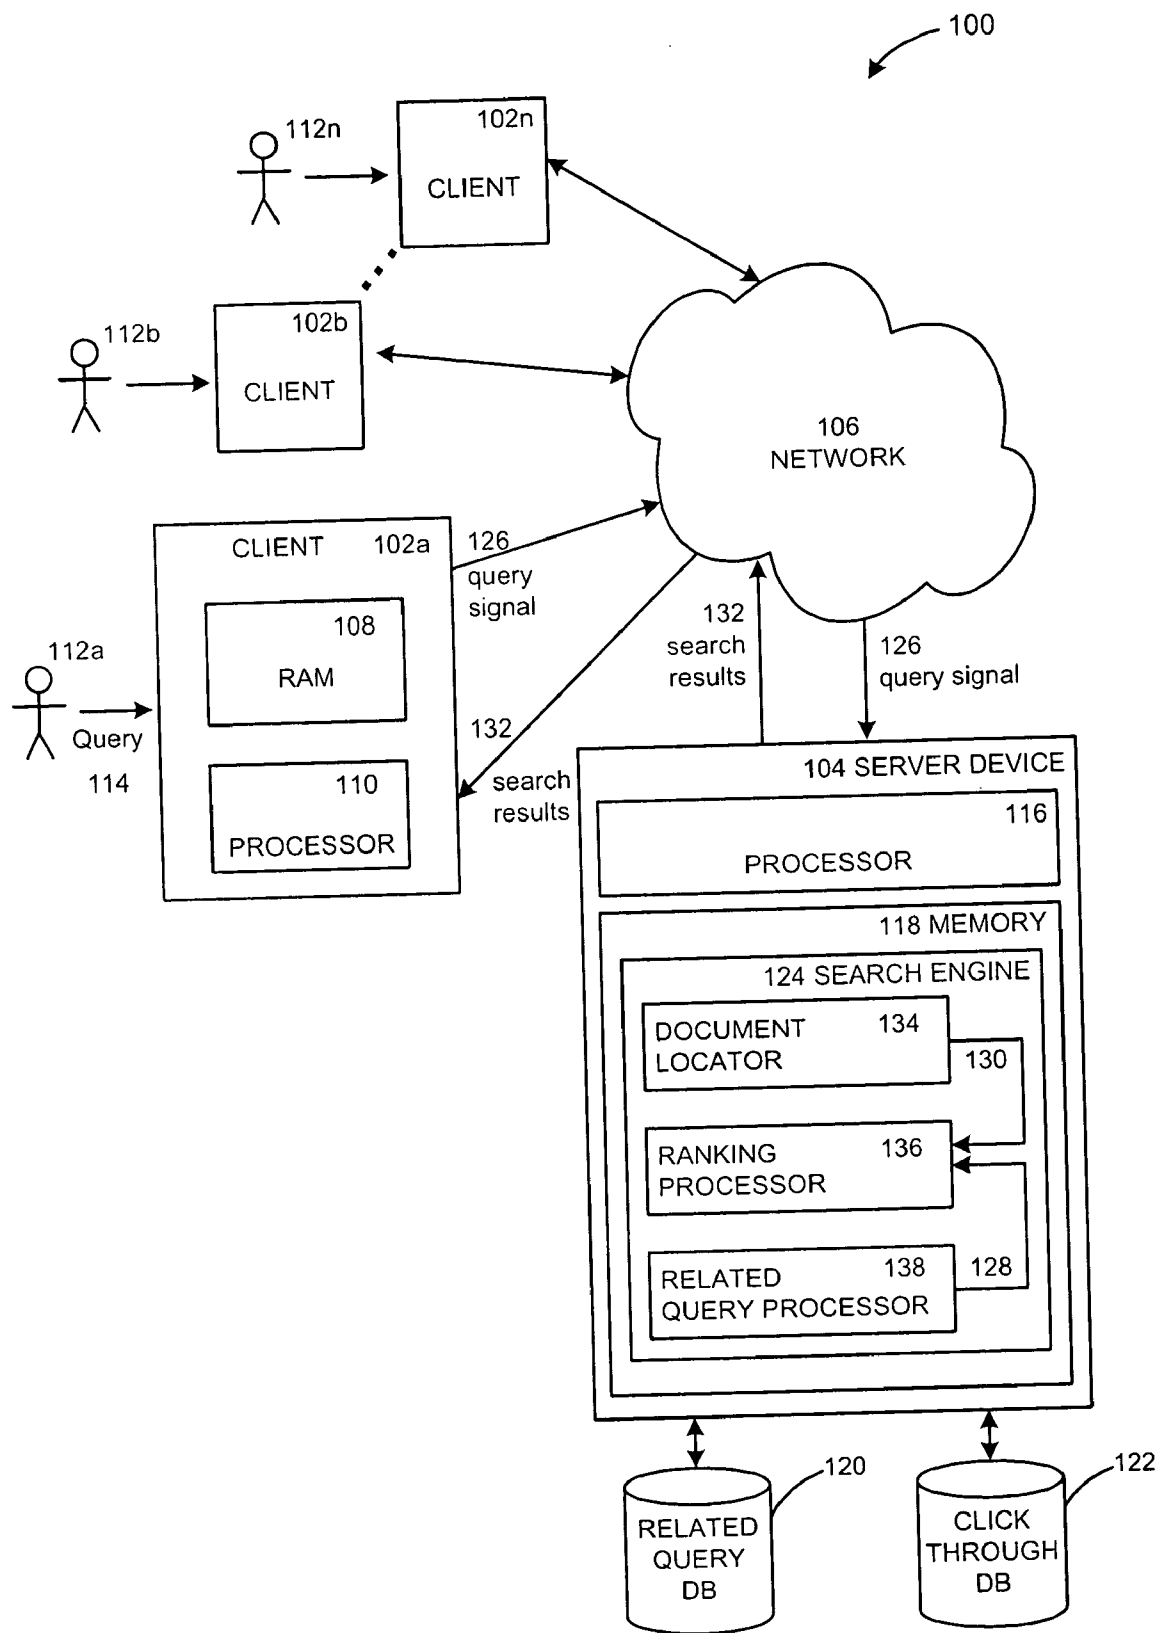 100
112n
102n
CLIENT
112b
102b
CLIENT
106
NETWORK
CLIENT 102a
126
query
signal
108
RAM
132
search
results
126
query signal
112a
Query
114
132
search
results
110
PROCESSOR
104 SERVER DEVICE
116
PROCESSOR
118 MEMORY
124 SEARCH ENGINE
DOCUMENT 134
LOCATOR
130
RANKING 136
PROCESSOR
RELATED 138
QUERY PROCESSOR
128
120
RELATED
QUERY
DB
122
CLICK
THROUGH
DB